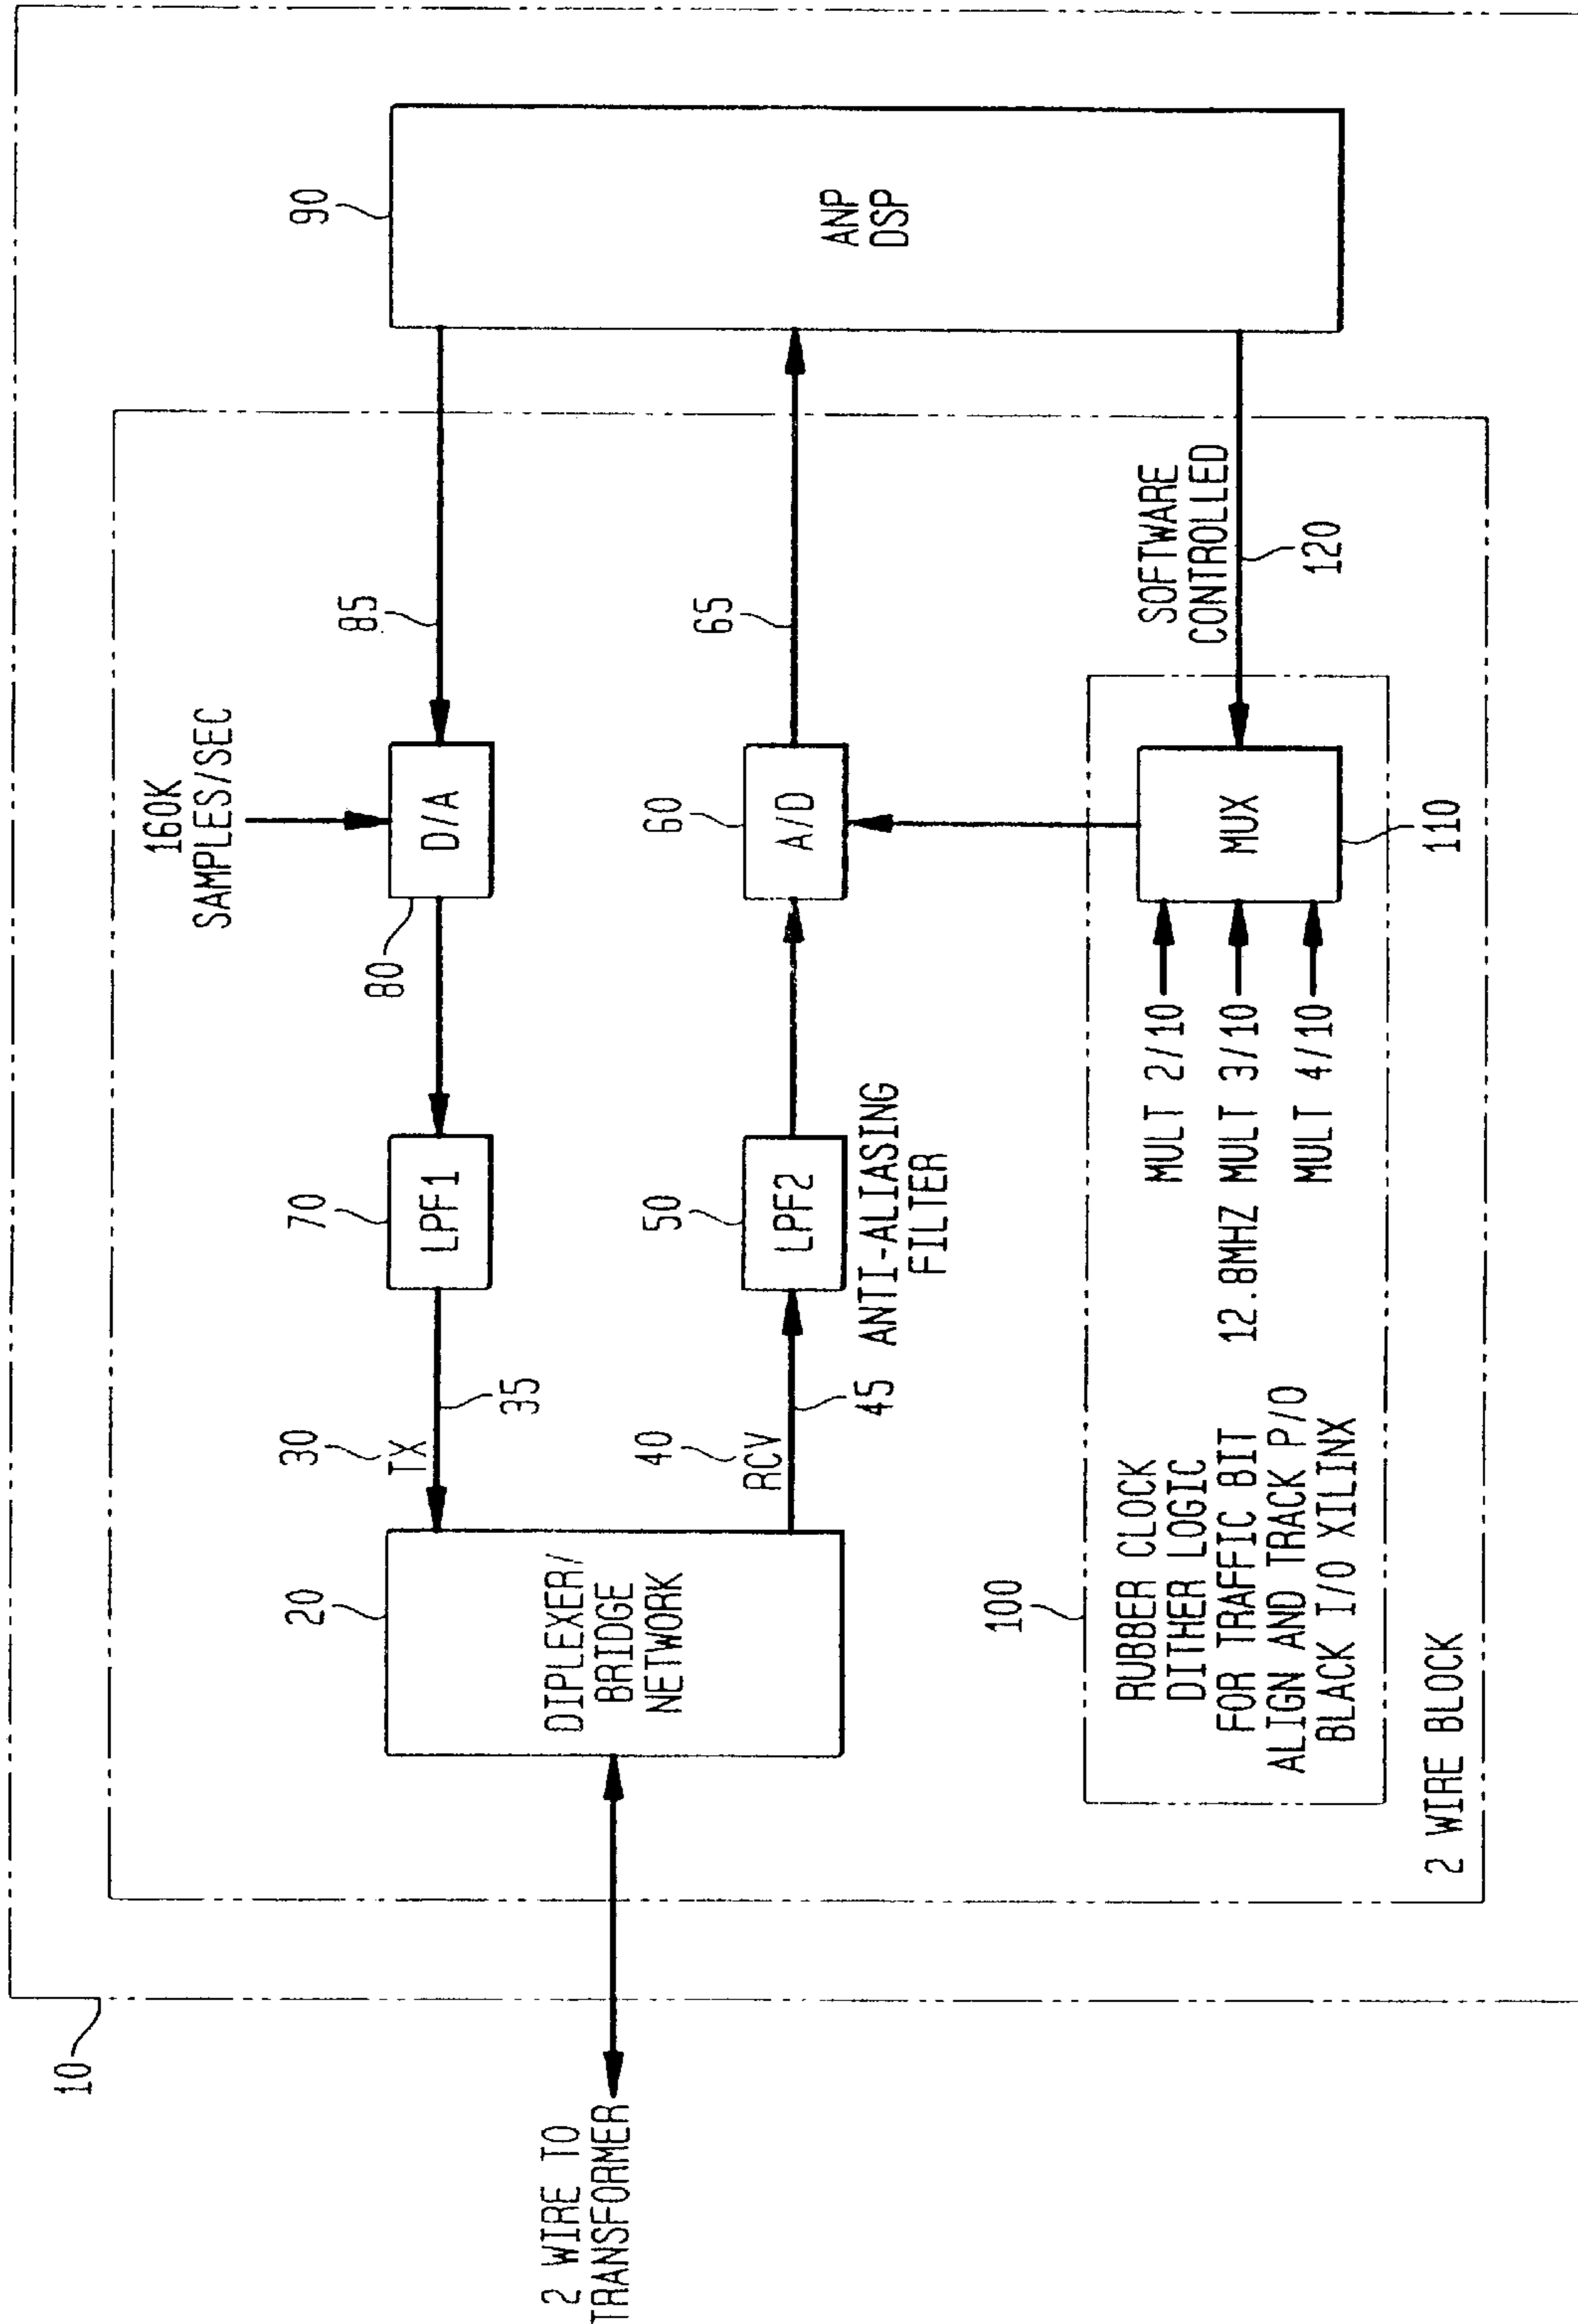 10
2 WIRE TO
TRANSFORMER
20
DIPLEXER/
BRIDGE
NETWORK
30
TX
35
70
LPF1
80
D/A
160K
SAMPLES/SEC
85
90
ANP
DSP
40
RCV
45
50
LPF2
ANTI-ALIASING
FILTER
60
A/D
65
100
RUBBER CLOCK
DITHER LOGIC
FOR TRAFFIC BIT
ALIGN AND TRACK P/O
BLACK I/O XILINX
MULT 2/10
12.8MHZ MULT 3/10
MULT 4/10
MUX
110
SOFTWARE
CONTROLLED
120
2 WIRE BLOCK